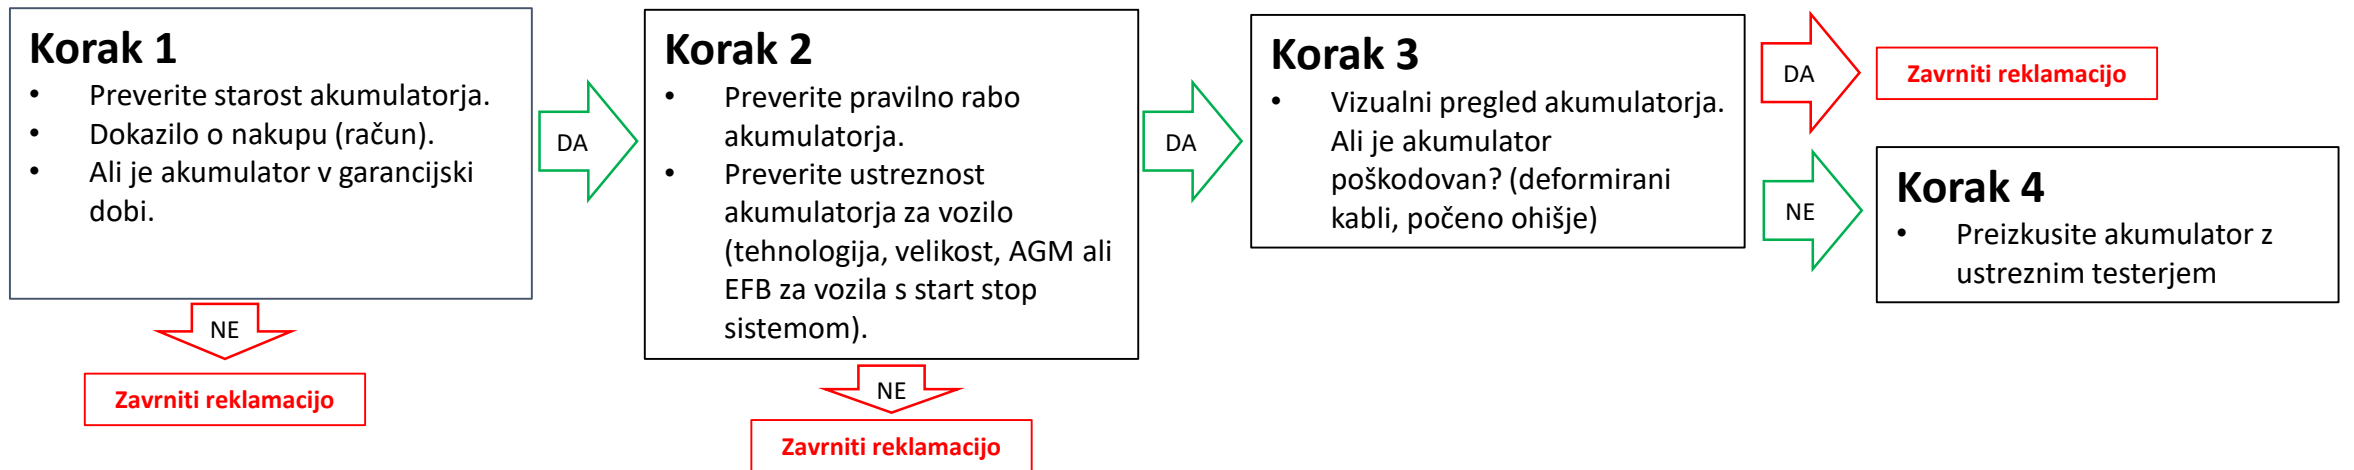 Korak 1
• Preverite starost akumulatorja.
• Dokazilo o nakupu (račun).
• Ali je akumulator v garancijski
dobi.
NE
Zavrniti reklamacijo
DA
Korak 2
• Preverite pravilno rabo
akumulatorja.
• Preverite ustreznost
akumulatorja za vozilo
(tehnologija, velikost, AGM ali
EFB za vozila s start stop
sistemom).
NE
Zavrniti reklamacijo
DA
Korak 3
• Vizualni pregled akumulatorja.
Ali je akumulator
poškodovan? (deformirani
kabli, počeno ohišje)
DA
Zavrniti reklamacijo
NE
Korak 4
• Preizkusite akumulator z
ustreznim testerjem